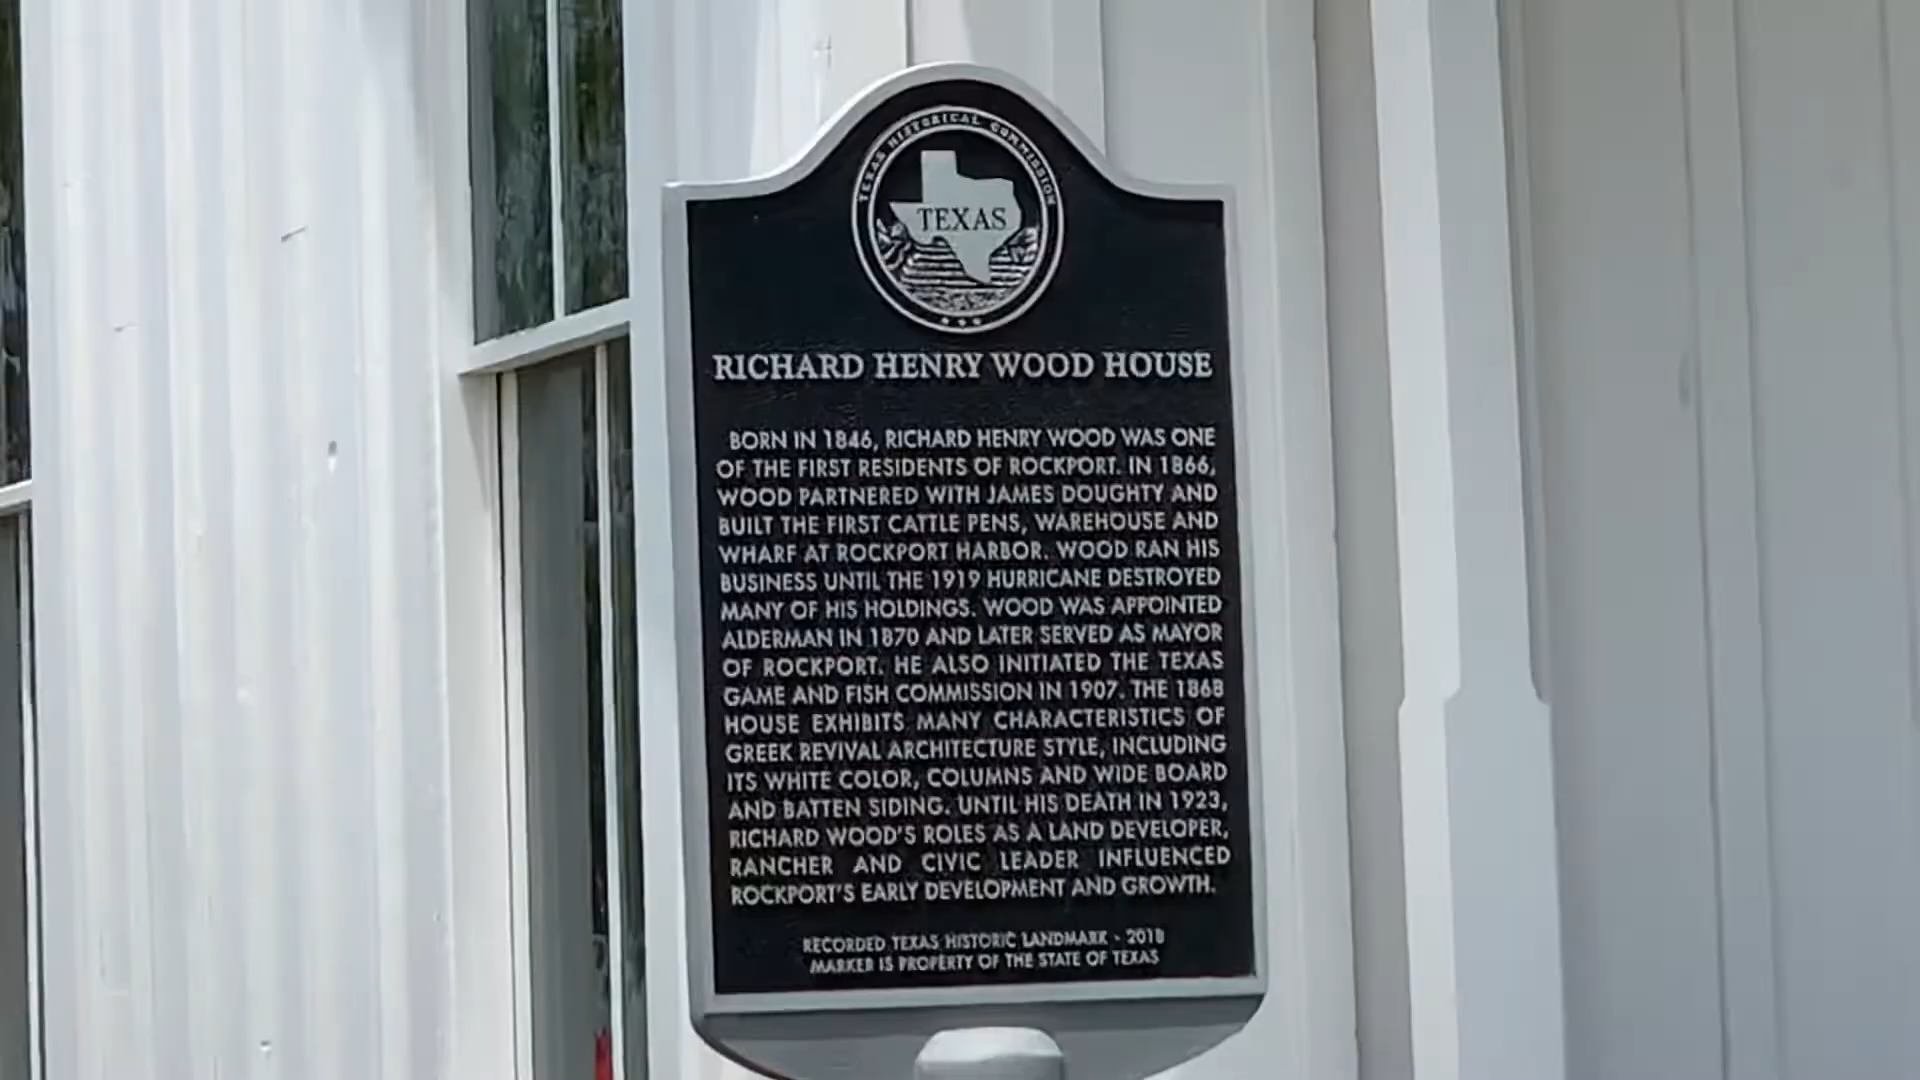 TEXAS HISTORICAL COMMISSION
TEXAS
RICHARD HENRY WOOD HOUSE
BORN IN 1846, RICHARD HENRY WOOD WAS ONE
OF THE FIRST RESIDENTS OF ROCKPORT. IN 1866,
WOOD PARTNERED WITH JAMES DOUGHTY AND
BUILT THE FIRST CATTLE PENS, WAREHOUSE AND
WHARF AT ROCKPORT HARBOR. WOOD RAN HIS
BUSINESS UNTIL THE 1919 HURRICANE DESTROYED
MANY OF HIS HOLDINGS. WOOD WAS APPOINTED
ALDERMAN IN 1870 AND LATER SERVED AS MAYOR
OF ROCKPORT. HE ALSO INITIATED THE TEXAS
GAME AND FISH COMMISSION IN 1907. THE 1868
HOUSE EXHIBITS MANY CHARACTERISTICS OF
GREEK REVIVAL ARCHITECTURE STYLE, INCLUDING
ITS WHITE COLOR, COLUMNS AND WIDE BOARD
AND BATTEN SIDING. UNTIL HIS DEATH IN 1923,
RICHARD WOOD'S ROLES AS A LAND DEVELOPER,
RANCHER AND CIVIC LEADER INFLUENCED
ROCKPORT'S EARLY DEVELOPMENT AND GROWTH.
RECORDED TEXAS HISTORIC LANDMARK - 2018
MARKER IS PROPERTY OF THE STATE OF TEXAS